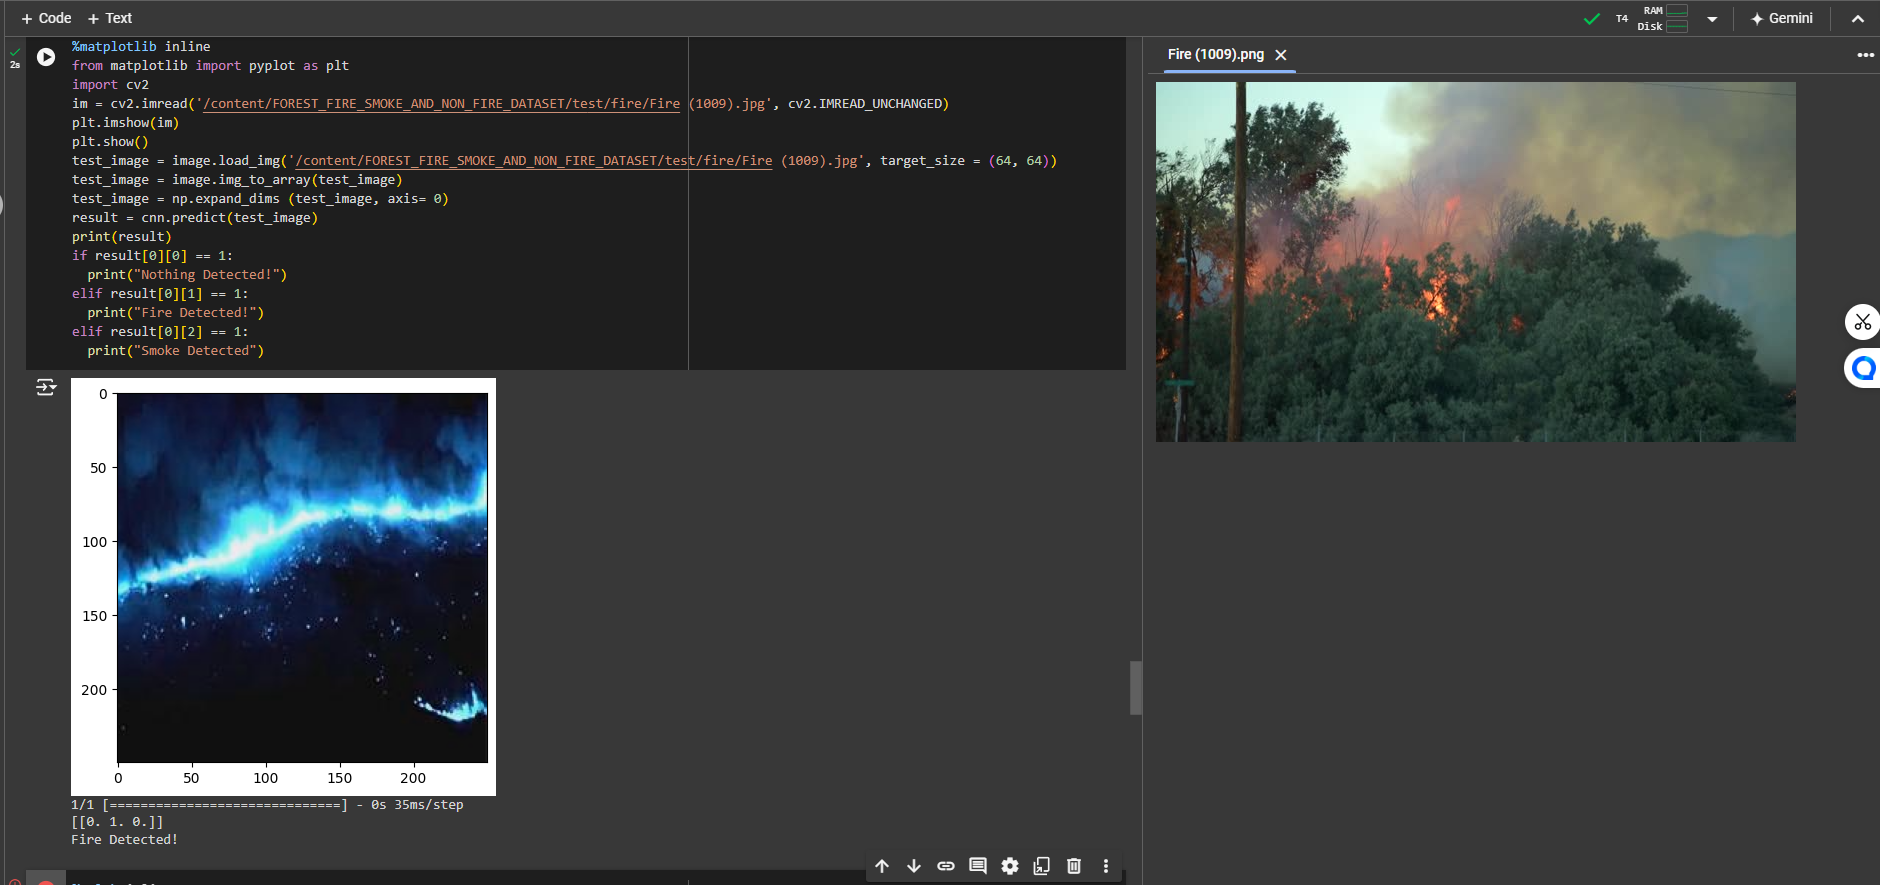 + Code + Text
T4
RAM
Disk
Gemini
2s
%matplotlib inline
from matplotlib import pyplot as plt
import cv2
im = cv2.imread('/content/FOREST_FIRE_SMOKE_AND_NON_FIRE_DATASET/test/fire/Fire (1009).jpg', cv2.IMREAD_UNCHANGED)
plt.imshow(im)
plt.show()
test_image = image.load_img('/content/FOREST_FIRE_SMOKE_AND_NON_FIRE_DATASET/test/fire/Fire (1009).jpg', target_size = (64, 64))
test_image = image.img_to_array(test_image)
test_image = np.expand_dims (test_image, axis= 0)
result = cnn.predict(test_image)
print(result)
if result[0][0] == 1:
  print("Nothing Detected!")
elif result[0][1] == 1:
  print("Fire Detected!")
elif result[0][2] == 1:
  print("Smoke Detected")
0
50
100
150
200
0 50 100 150 200
1/1 [==============================] - 0s 35ms/step
[[0. 1. 0.]]
Fire Detected!
Fire (1009).png